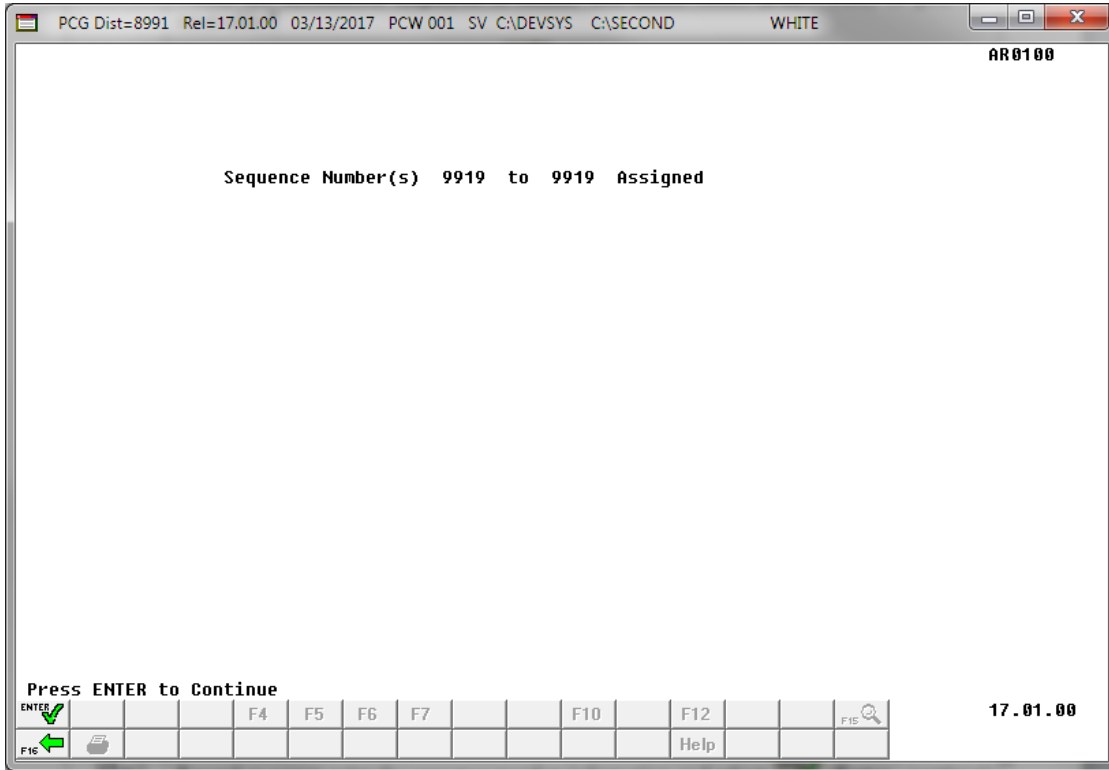 PCG Dist=8991 Rel=17.01.00 03/13/2017 PCW 001 SV C:\DEVSYS C:\SECOND WHITE
AR0100
Sequence Number(s) 9919 to 9919 Assigned
Press ENTER to Continue
ENTER F4 F5 F6 F7 F10 F12 F15 17.01.00
F16 Help